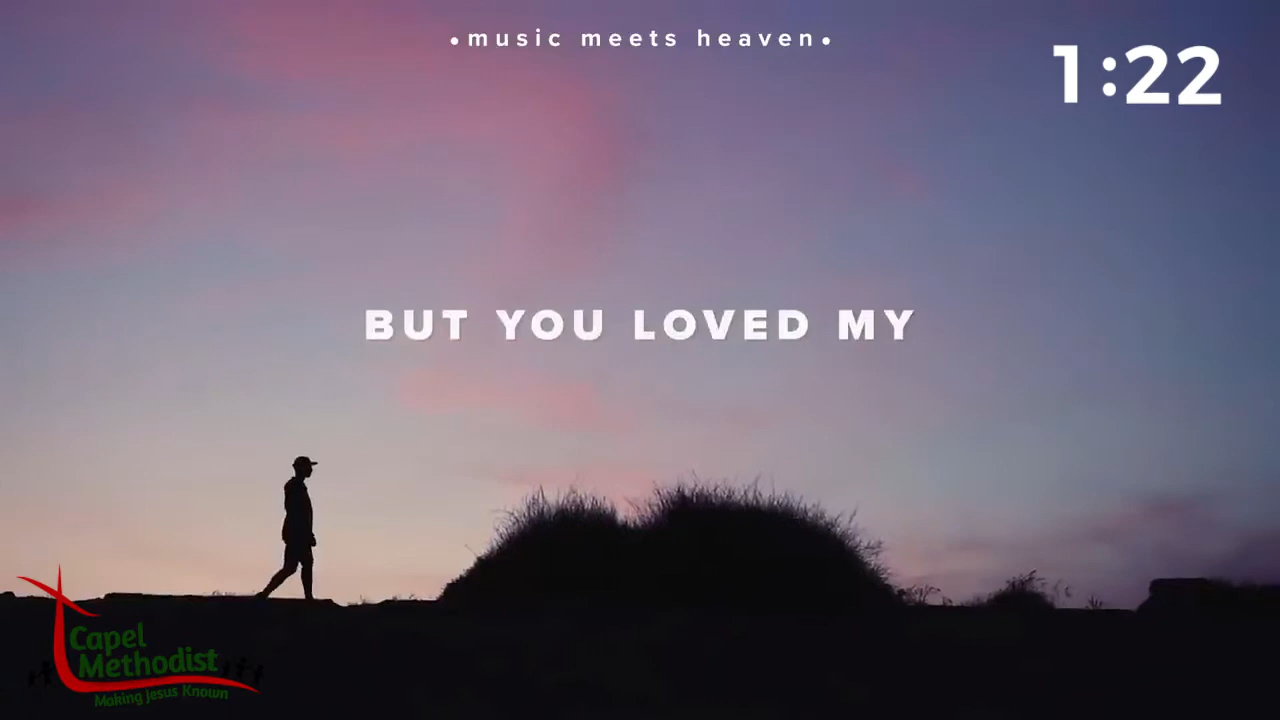 •music meets heaven•
1:22
BUT YOU LOVED MY
Capel
Methodist
Making Jesus Known